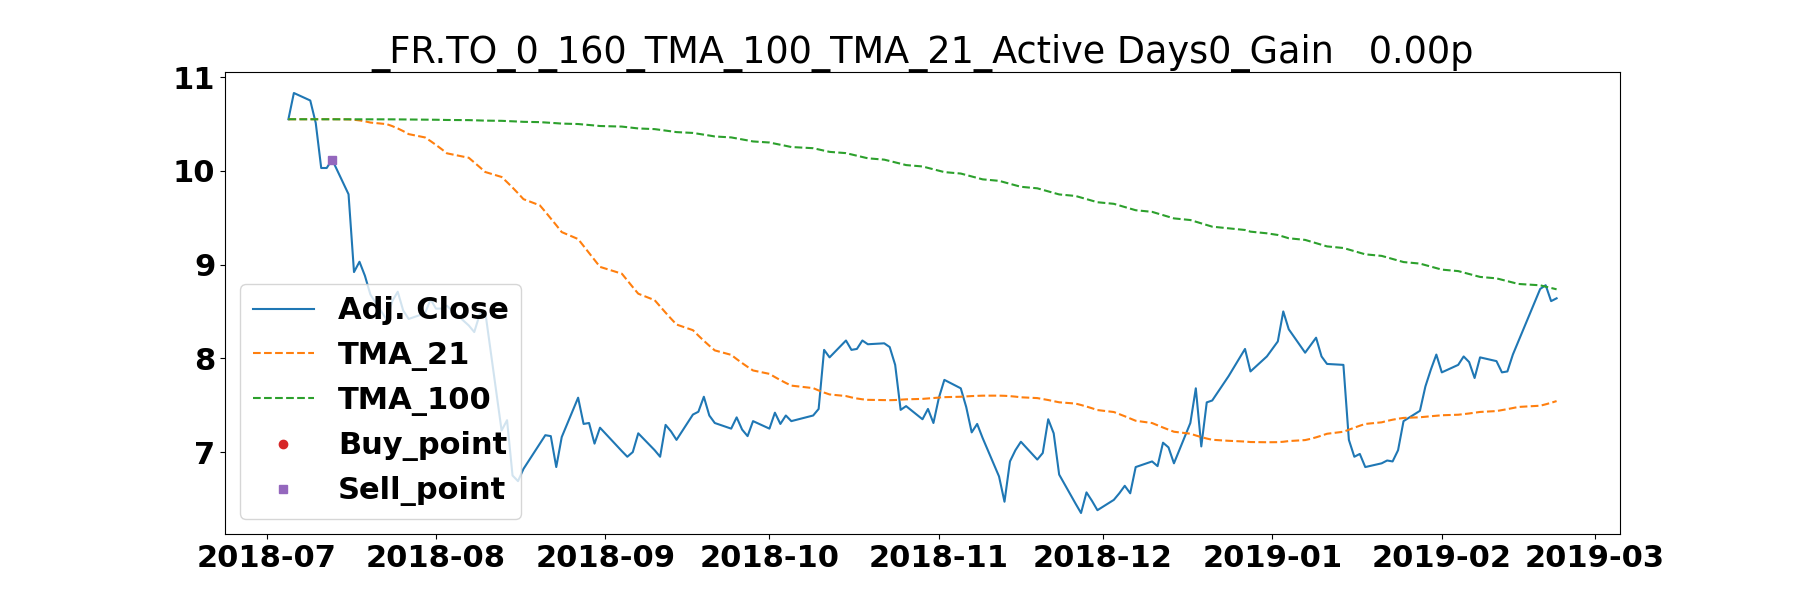 _FR.TO_0_160_TMA_100_TMA_21_Active Days0_Gain   0.00p
11
10
9
8
7
Adj. Close
TMA_21
TMA_100
Buy_point
Sell_point
2018-07 2018-08 2018-09 2018-10 2018-11 2018-12 2019-01 2019-02 2019-03